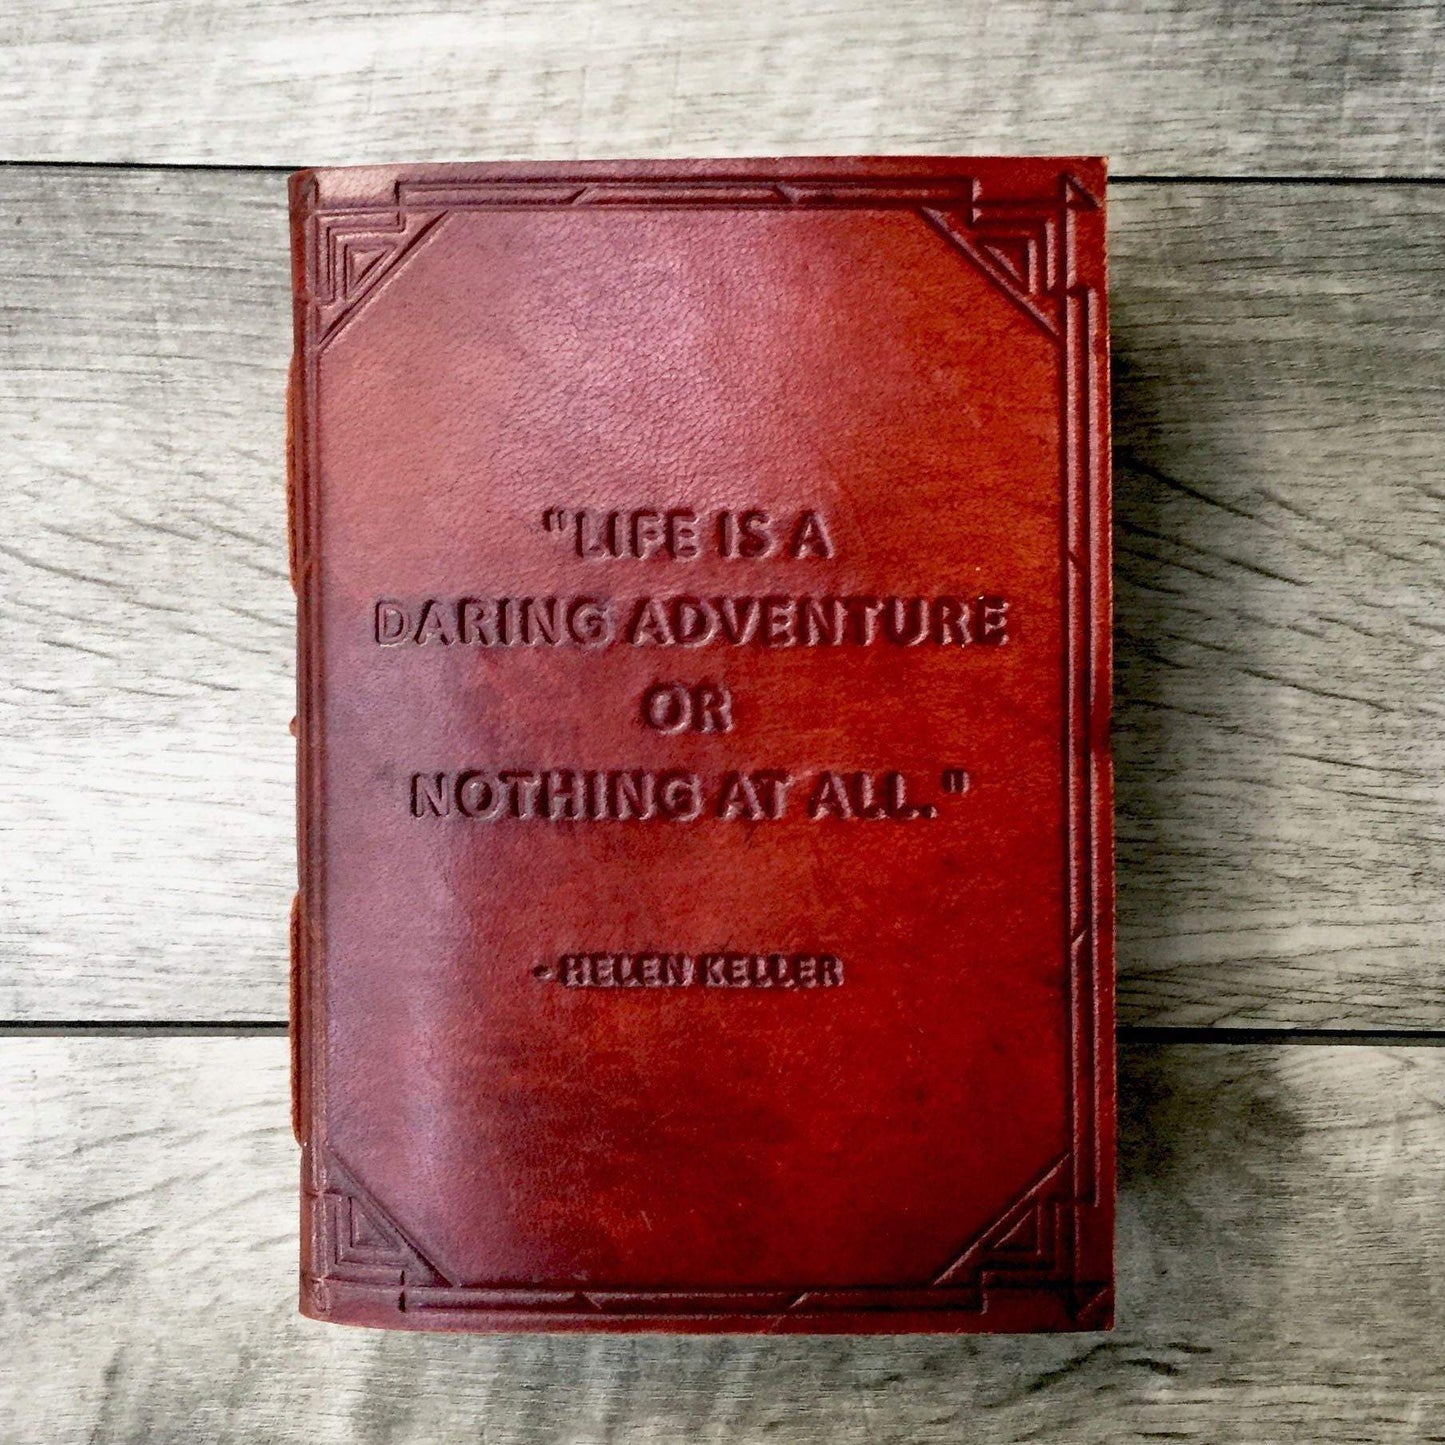 "LIFE IS A
DARING ADVENTURE
OR
NOTHING AT ALL."
- HELEN KELLER